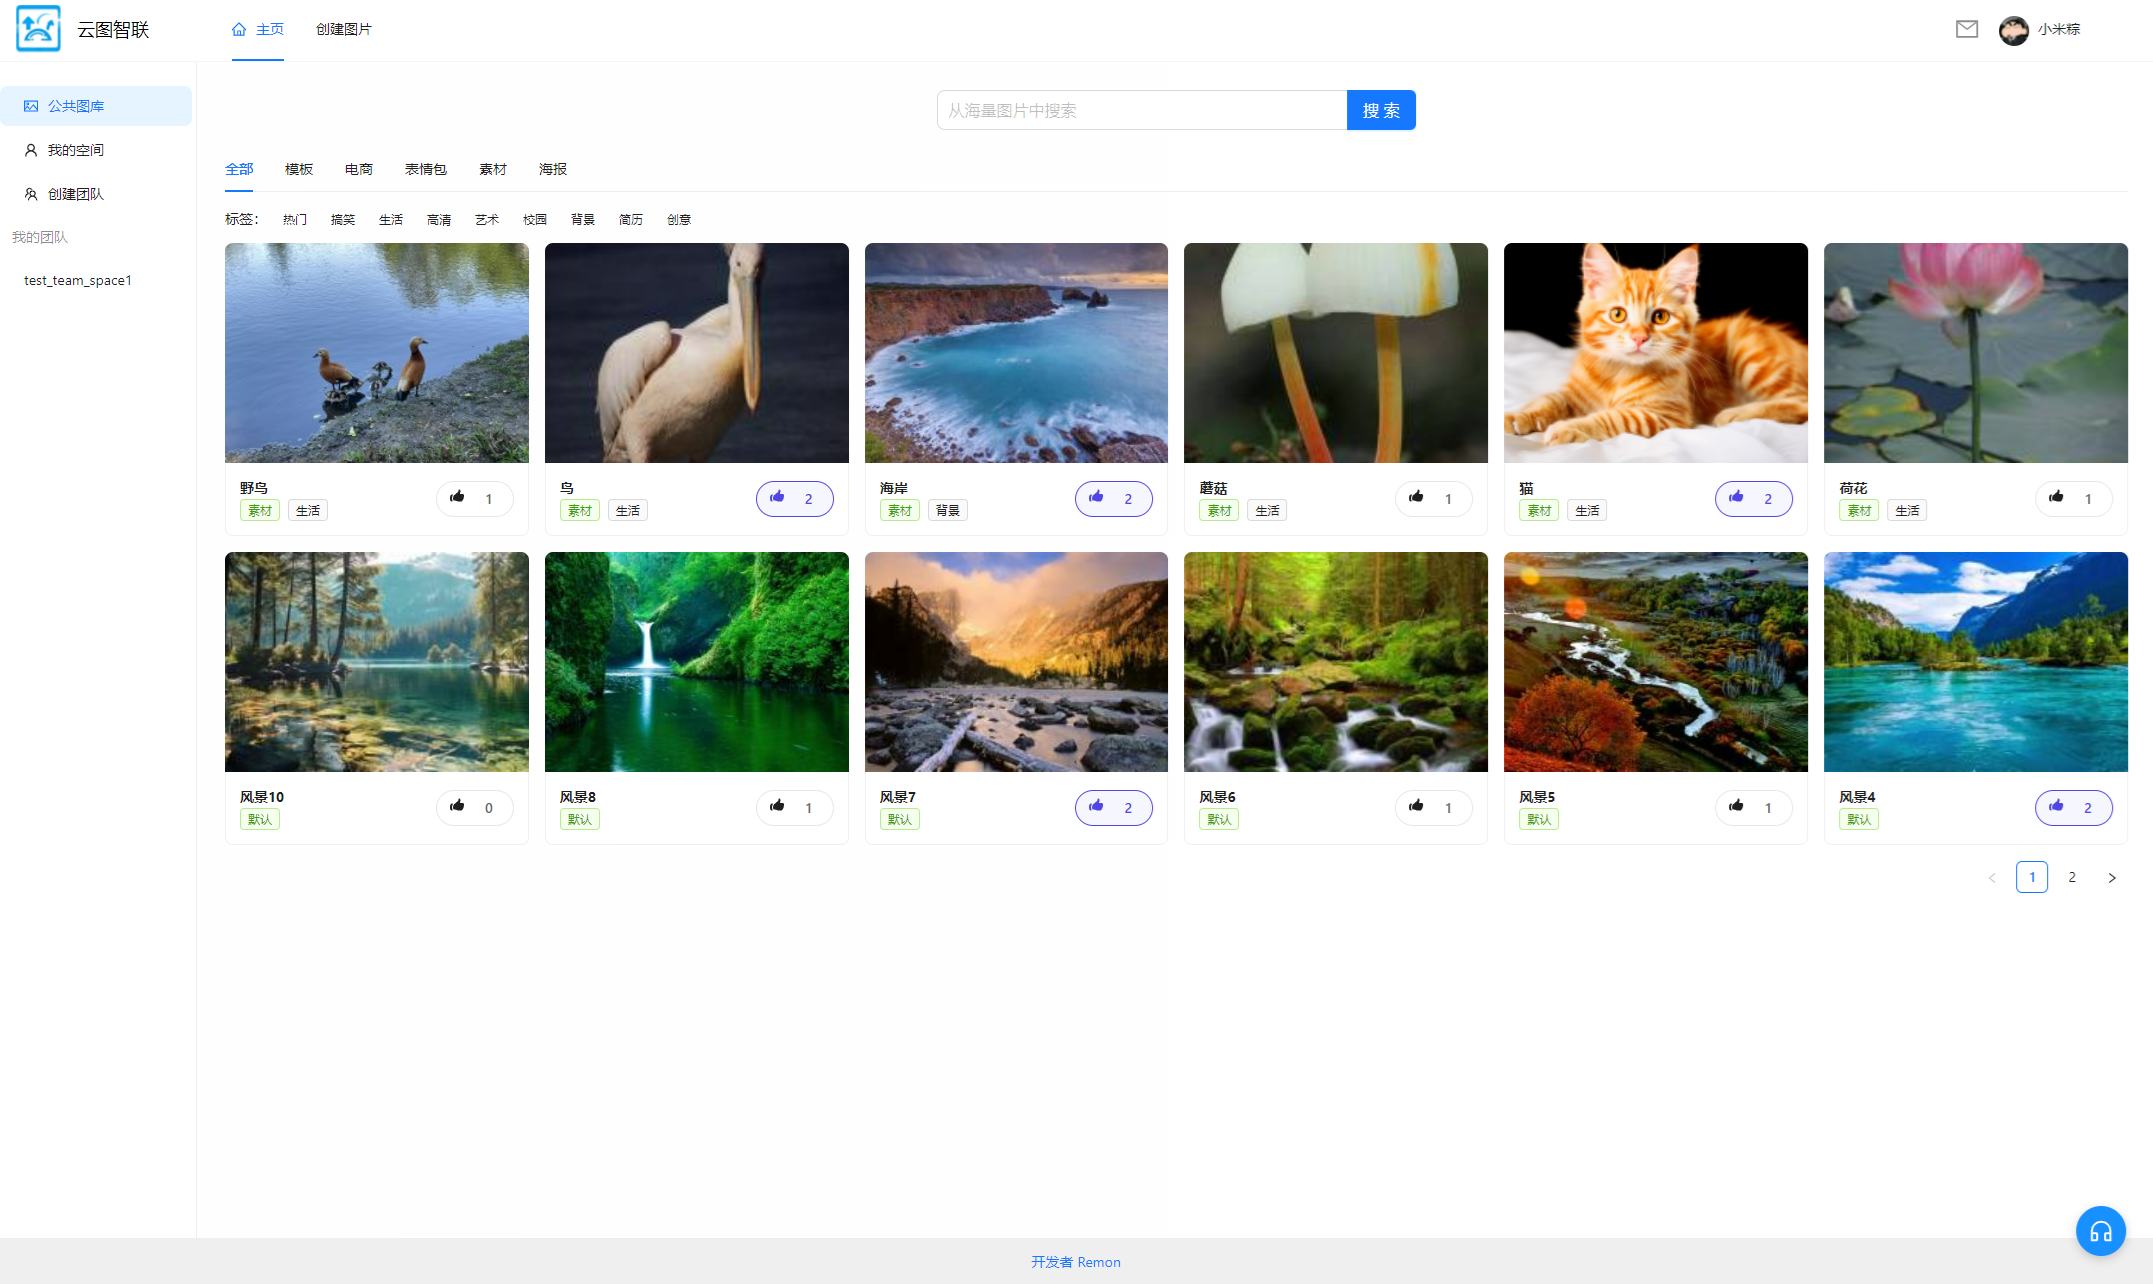 云图智联
主页
创建图片
小米粽
公共图库
我的空间
创建团队
我的团队
test_team_space1
从海量图片中搜索
搜 索
全部 模板 电商 表情包 素材 海报
标签: 热门 搞笑 生活 高清 艺术 校园 背景 简历 创意
野鸟
素材 生活
1
鸟
素材 生活
2
海岸
素材 背景
2
蘑菇
素材 生活
1
猫
素材 生活
2
荷花
素材 生活
1
风景10
默认
0
风景8
默认
1
风景7
默认
2
风景6
默认
1
风景5
默认
1
风景4
默认
2
< 1 2 >
开发者 Remon